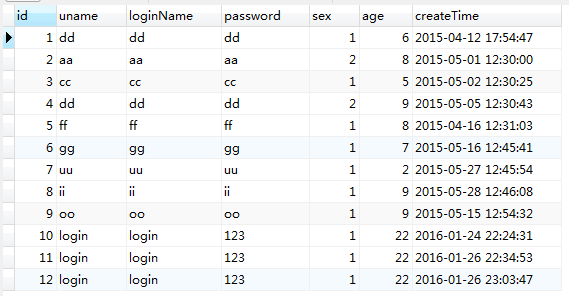 id uname loginName password sex age createTime
1 dd dd dd 1 6 2015-04-12 17:54:47
2 aa aa aa 2 8 2015-05-01 12:30:00
3 cc cc cc 1 5 2015-05-02 12:30:25
4 dd dd dd 2 9 2015-05-05 12:30:43
5 ff ff ff 1 8 2015-04-16 12:31:03
6 gg gg gg 1 7 2015-05-16 12:45:41
7 uu uu uu 1 2 2015-05-27 12:45:54
8 ii ii ii 1 9 2015-05-28 12:46:08
9 oo oo oo 1 9 2015-05-15 12:54:32
10 login login 123 1 22 2016-01-24 22:24:31
11 login login 123 1 22 2016-01-26 22:34:53
12 login login 123 1 22 2016-01-26 23:03:47